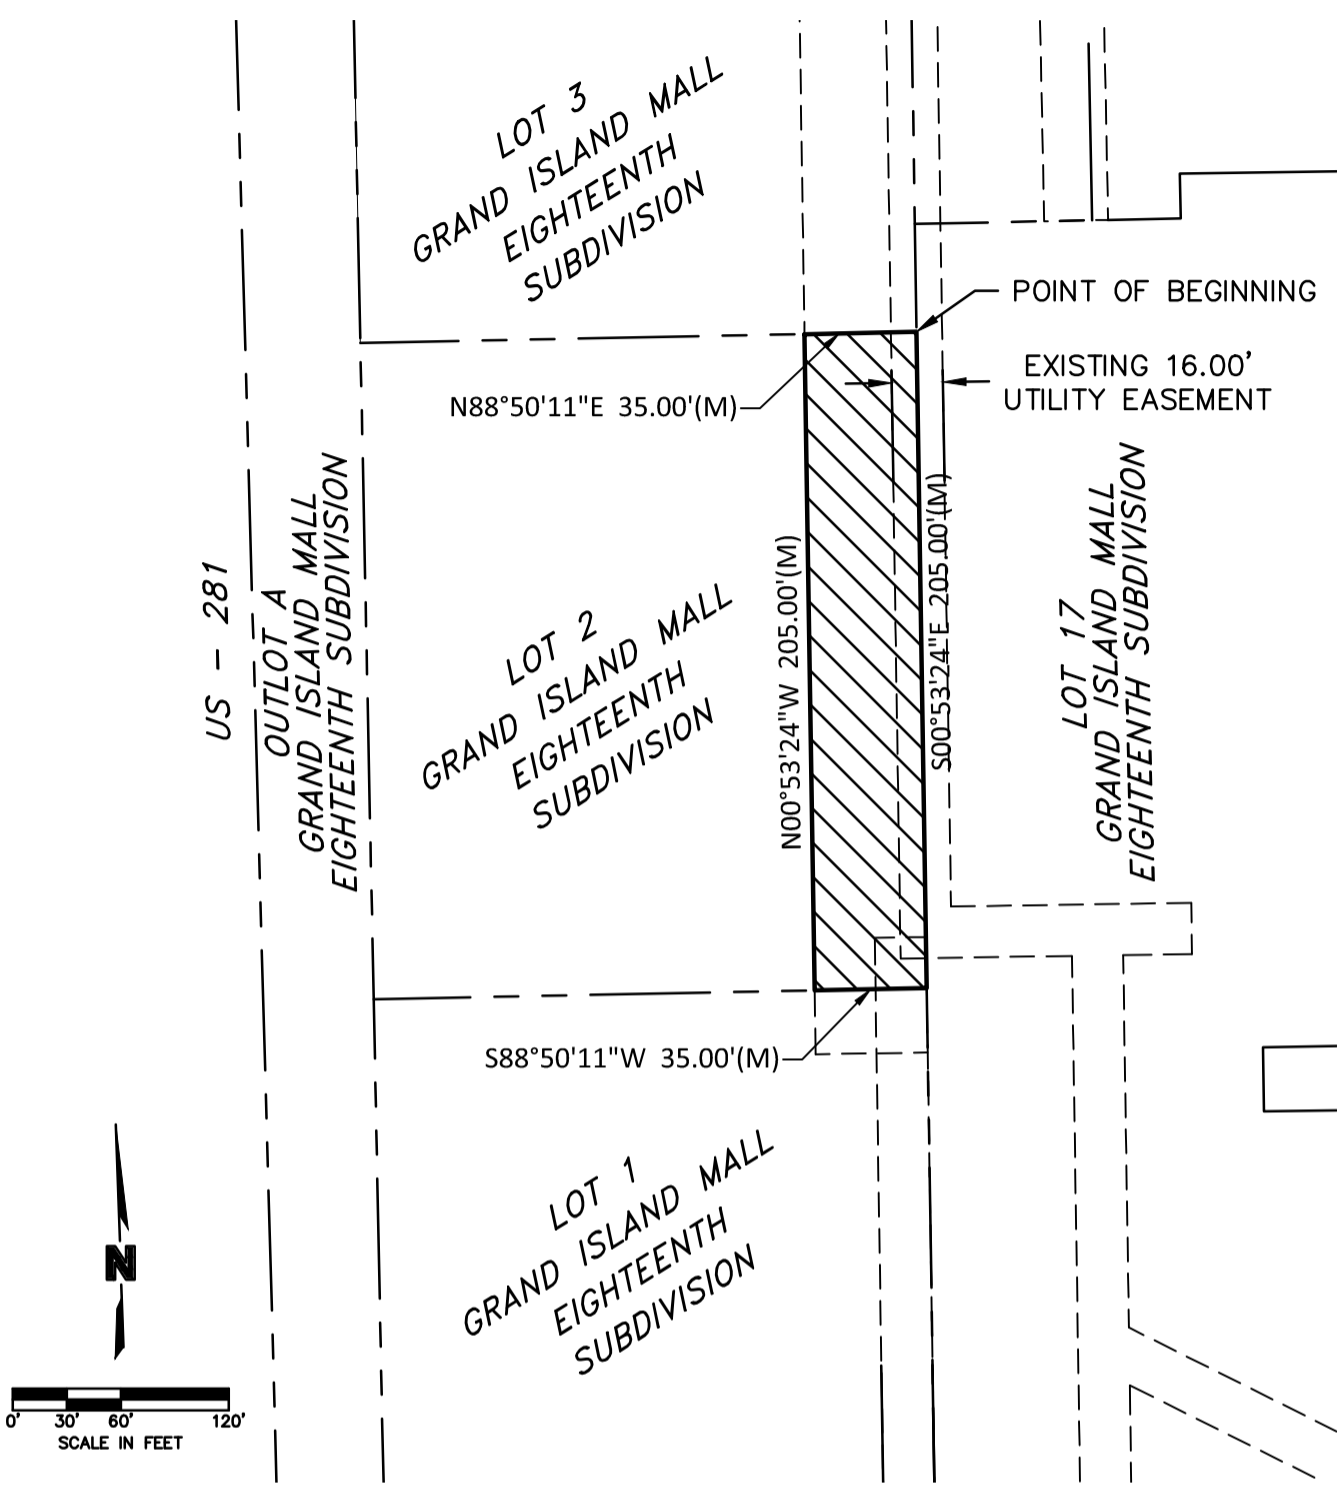 LOT 3
GRAND ISLAND MALL
EIGHTEENTH
SUBDIVISION
POINT OF BEGINNING
EXISTING 16.00'
UTILITY EASEMENT
N88°50'11"E 35.00'(M)
US - 281
OUTLOT A
GRAND ISLAND MALL
EIGHTEENTH SUBDIVISION
LOT 2
GRAND ISLAND MALL
EIGHTEENTH
SUBDIVISION
N00°53'24"W 205.00'(M)
S00°53'24"E 205.00'(M)
LOT 17
GRAND ISLAND MALL
EIGHTEENTH SUBDIVISION
S88°50'11"W 35.00'(M)
LOT 1
GRAND ISLAND MALL
EIGHTEENTH
SUBDIVISION
N
0' 30' 60' 120'
SCALE IN FEET